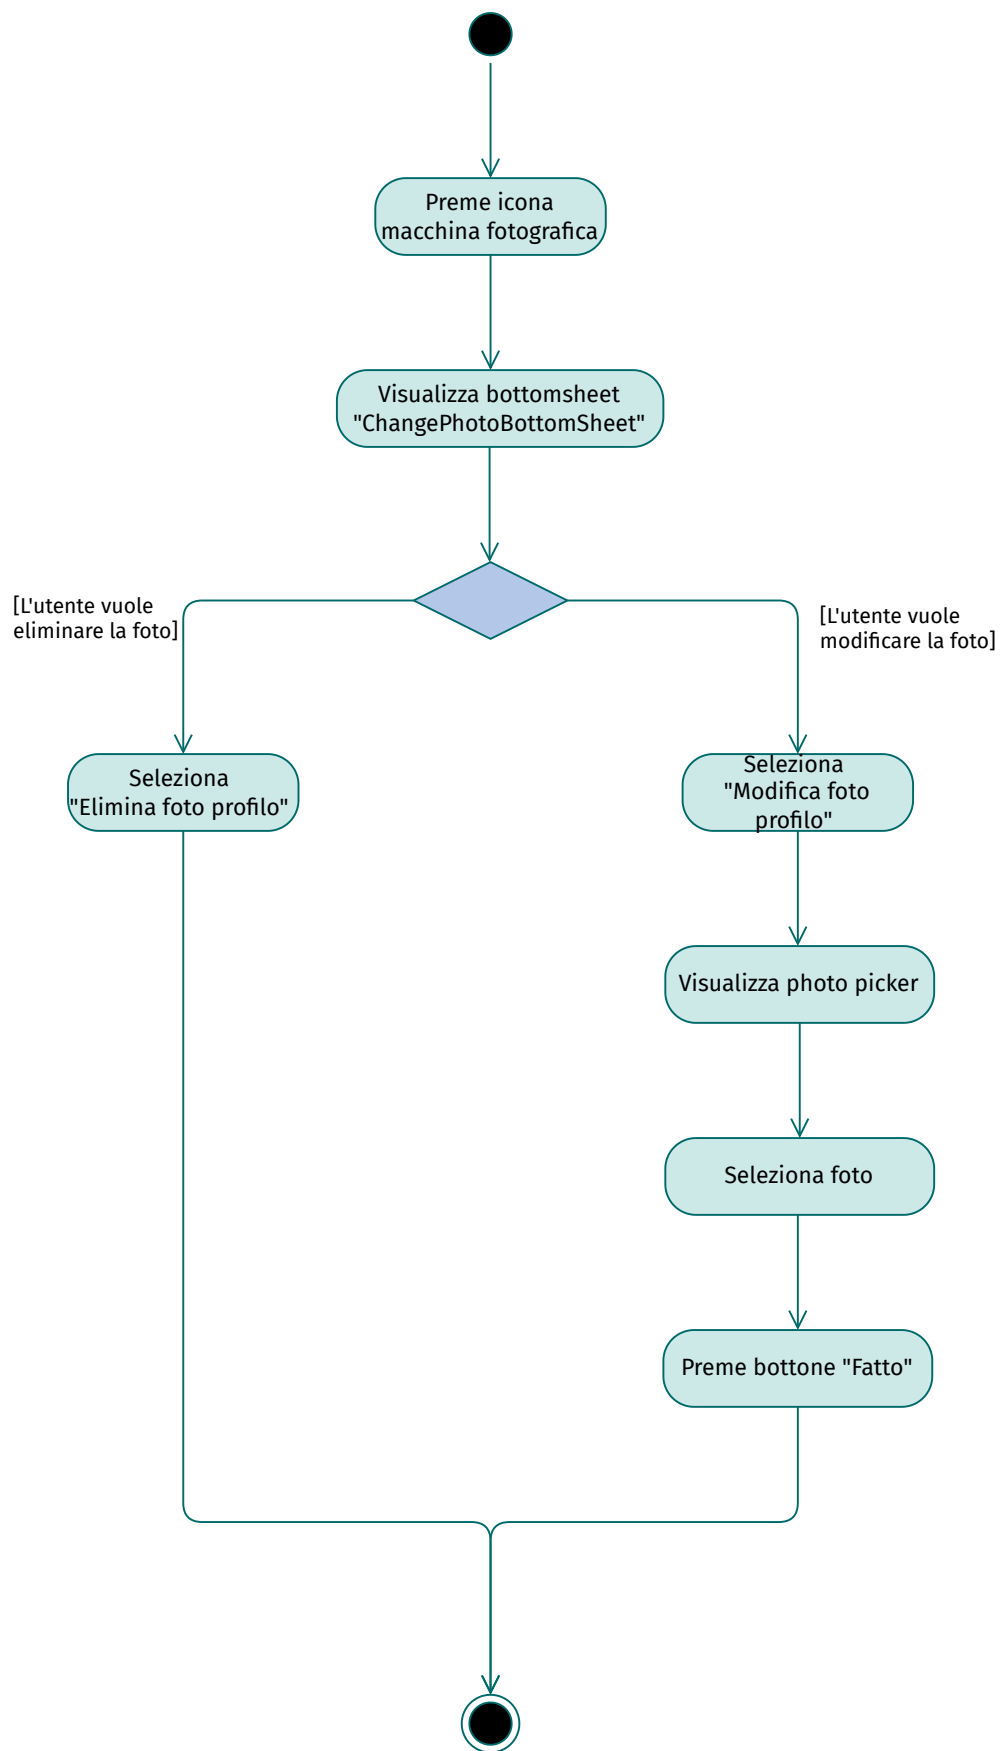 Preme icona
macchina fotografica
Visualizza bottomsheet
"ChangePhotoBottomSheet"
[L'utente vuole
eliminare la foto]
[L'utente vuole
modificare la foto]
Seleziona
"Elimina foto profilo"
Seleziona
"Modifica foto
profilo"
Visualizza photo picker
Seleziona foto
Preme bottone "Fatto"